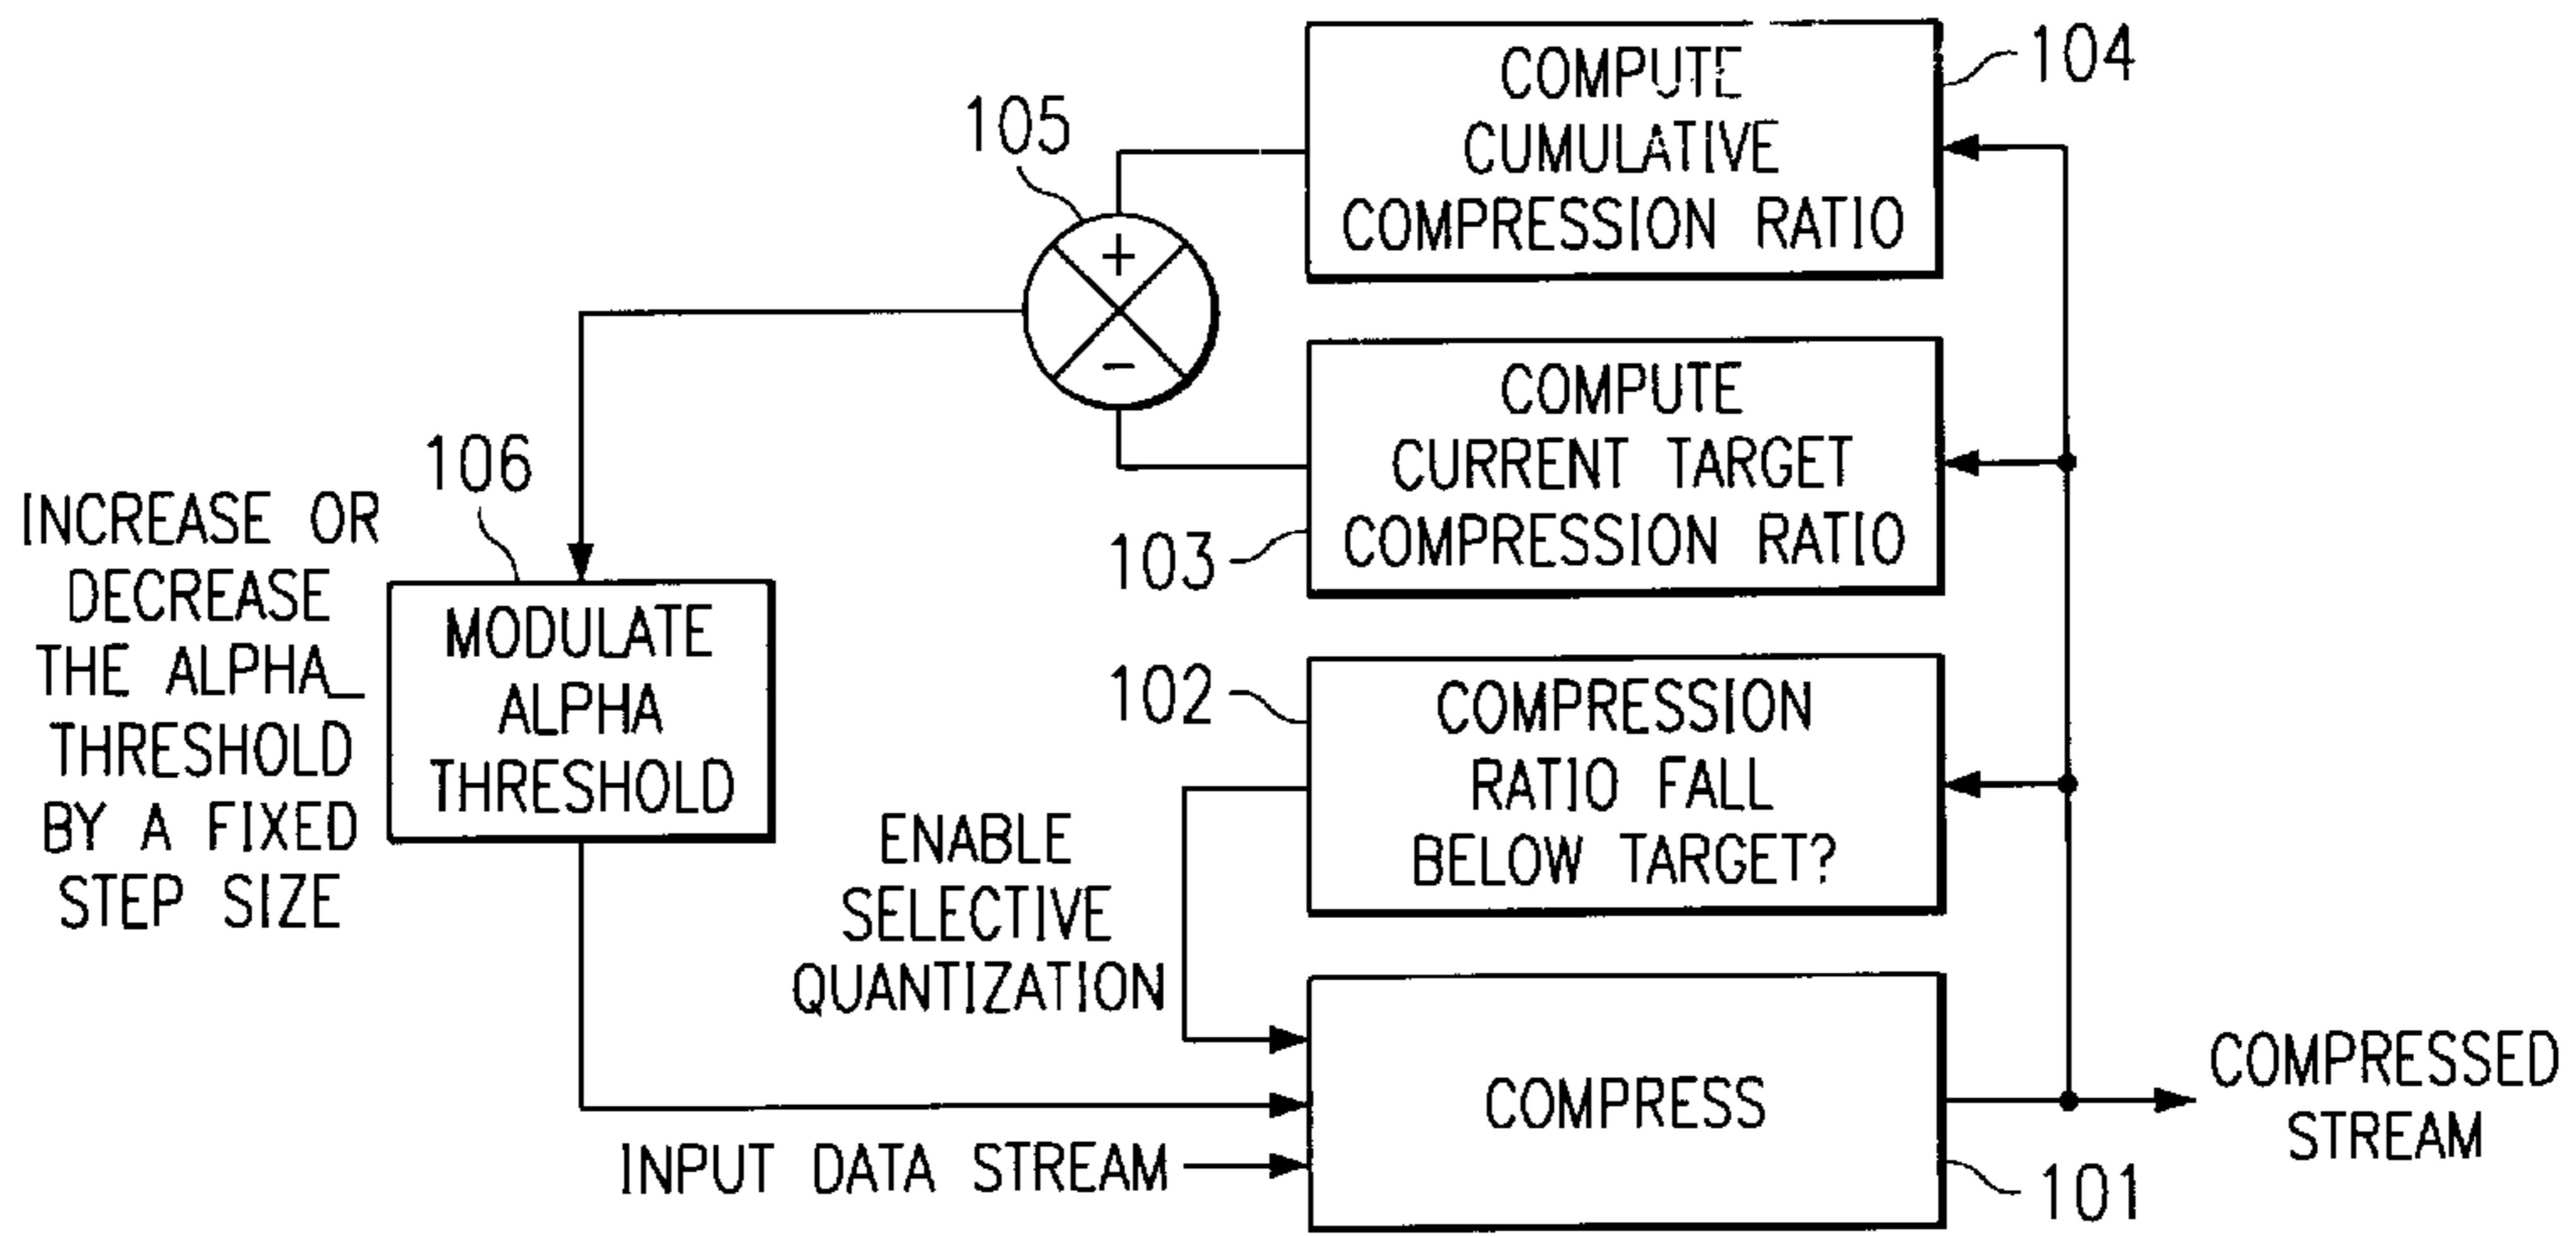 COMPUTE
CUMULATIVE
COMPRESSION RATIO
104
105
+
−
COMPUTE
CURRENT TARGET
COMPRESSION RATIO
103
106
INCREASE OR
DECREASE
THE ALPHA_
THRESHOLD
BY A FIXED
STEP SIZE
MODULATE
ALPHA
THRESHOLD
102
COMPRESSION
RATIO FALL
BELOW TARGET?
ENABLE
SELECTIVE
QUANTIZATION
COMPRESS
INPUT DATA STREAM
COMPRESSED
STREAM
101